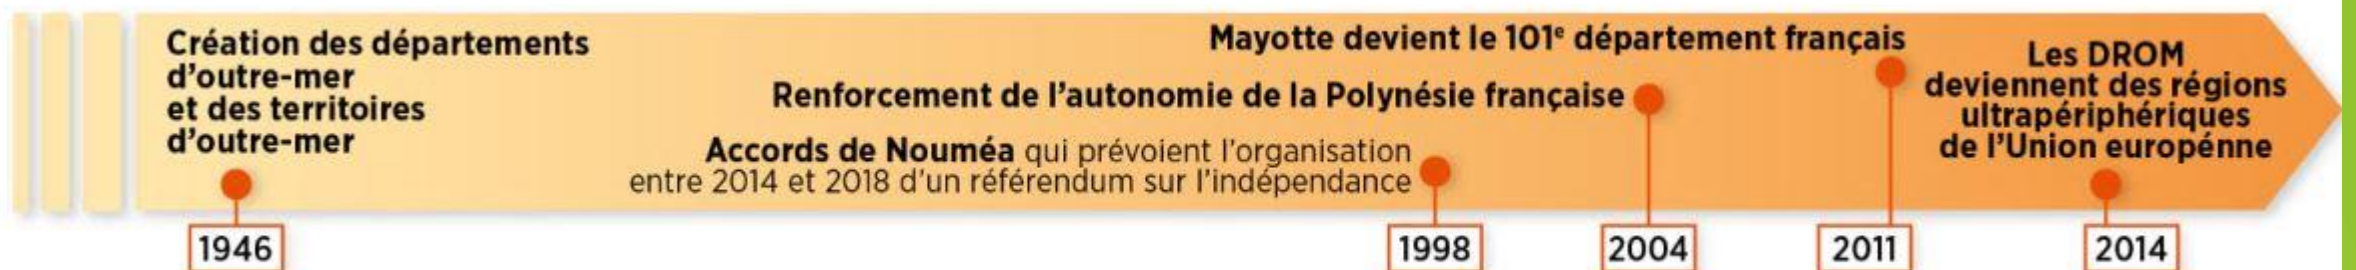 Création des départements
d'outre-mer
et des territoires
d'outre-mer
1946
Accords de Nouméa qui prévoient l'organisation
entre 2014 et 2018 d'un référendum sur l'indépendance
1998
Renforcement de l'autonomie de la Polynésie française
2004
Mayotte devient le 101e département français
2011
Les DROM
deviennent des régions
ultrapériphériques
de l'Union europénne
2014